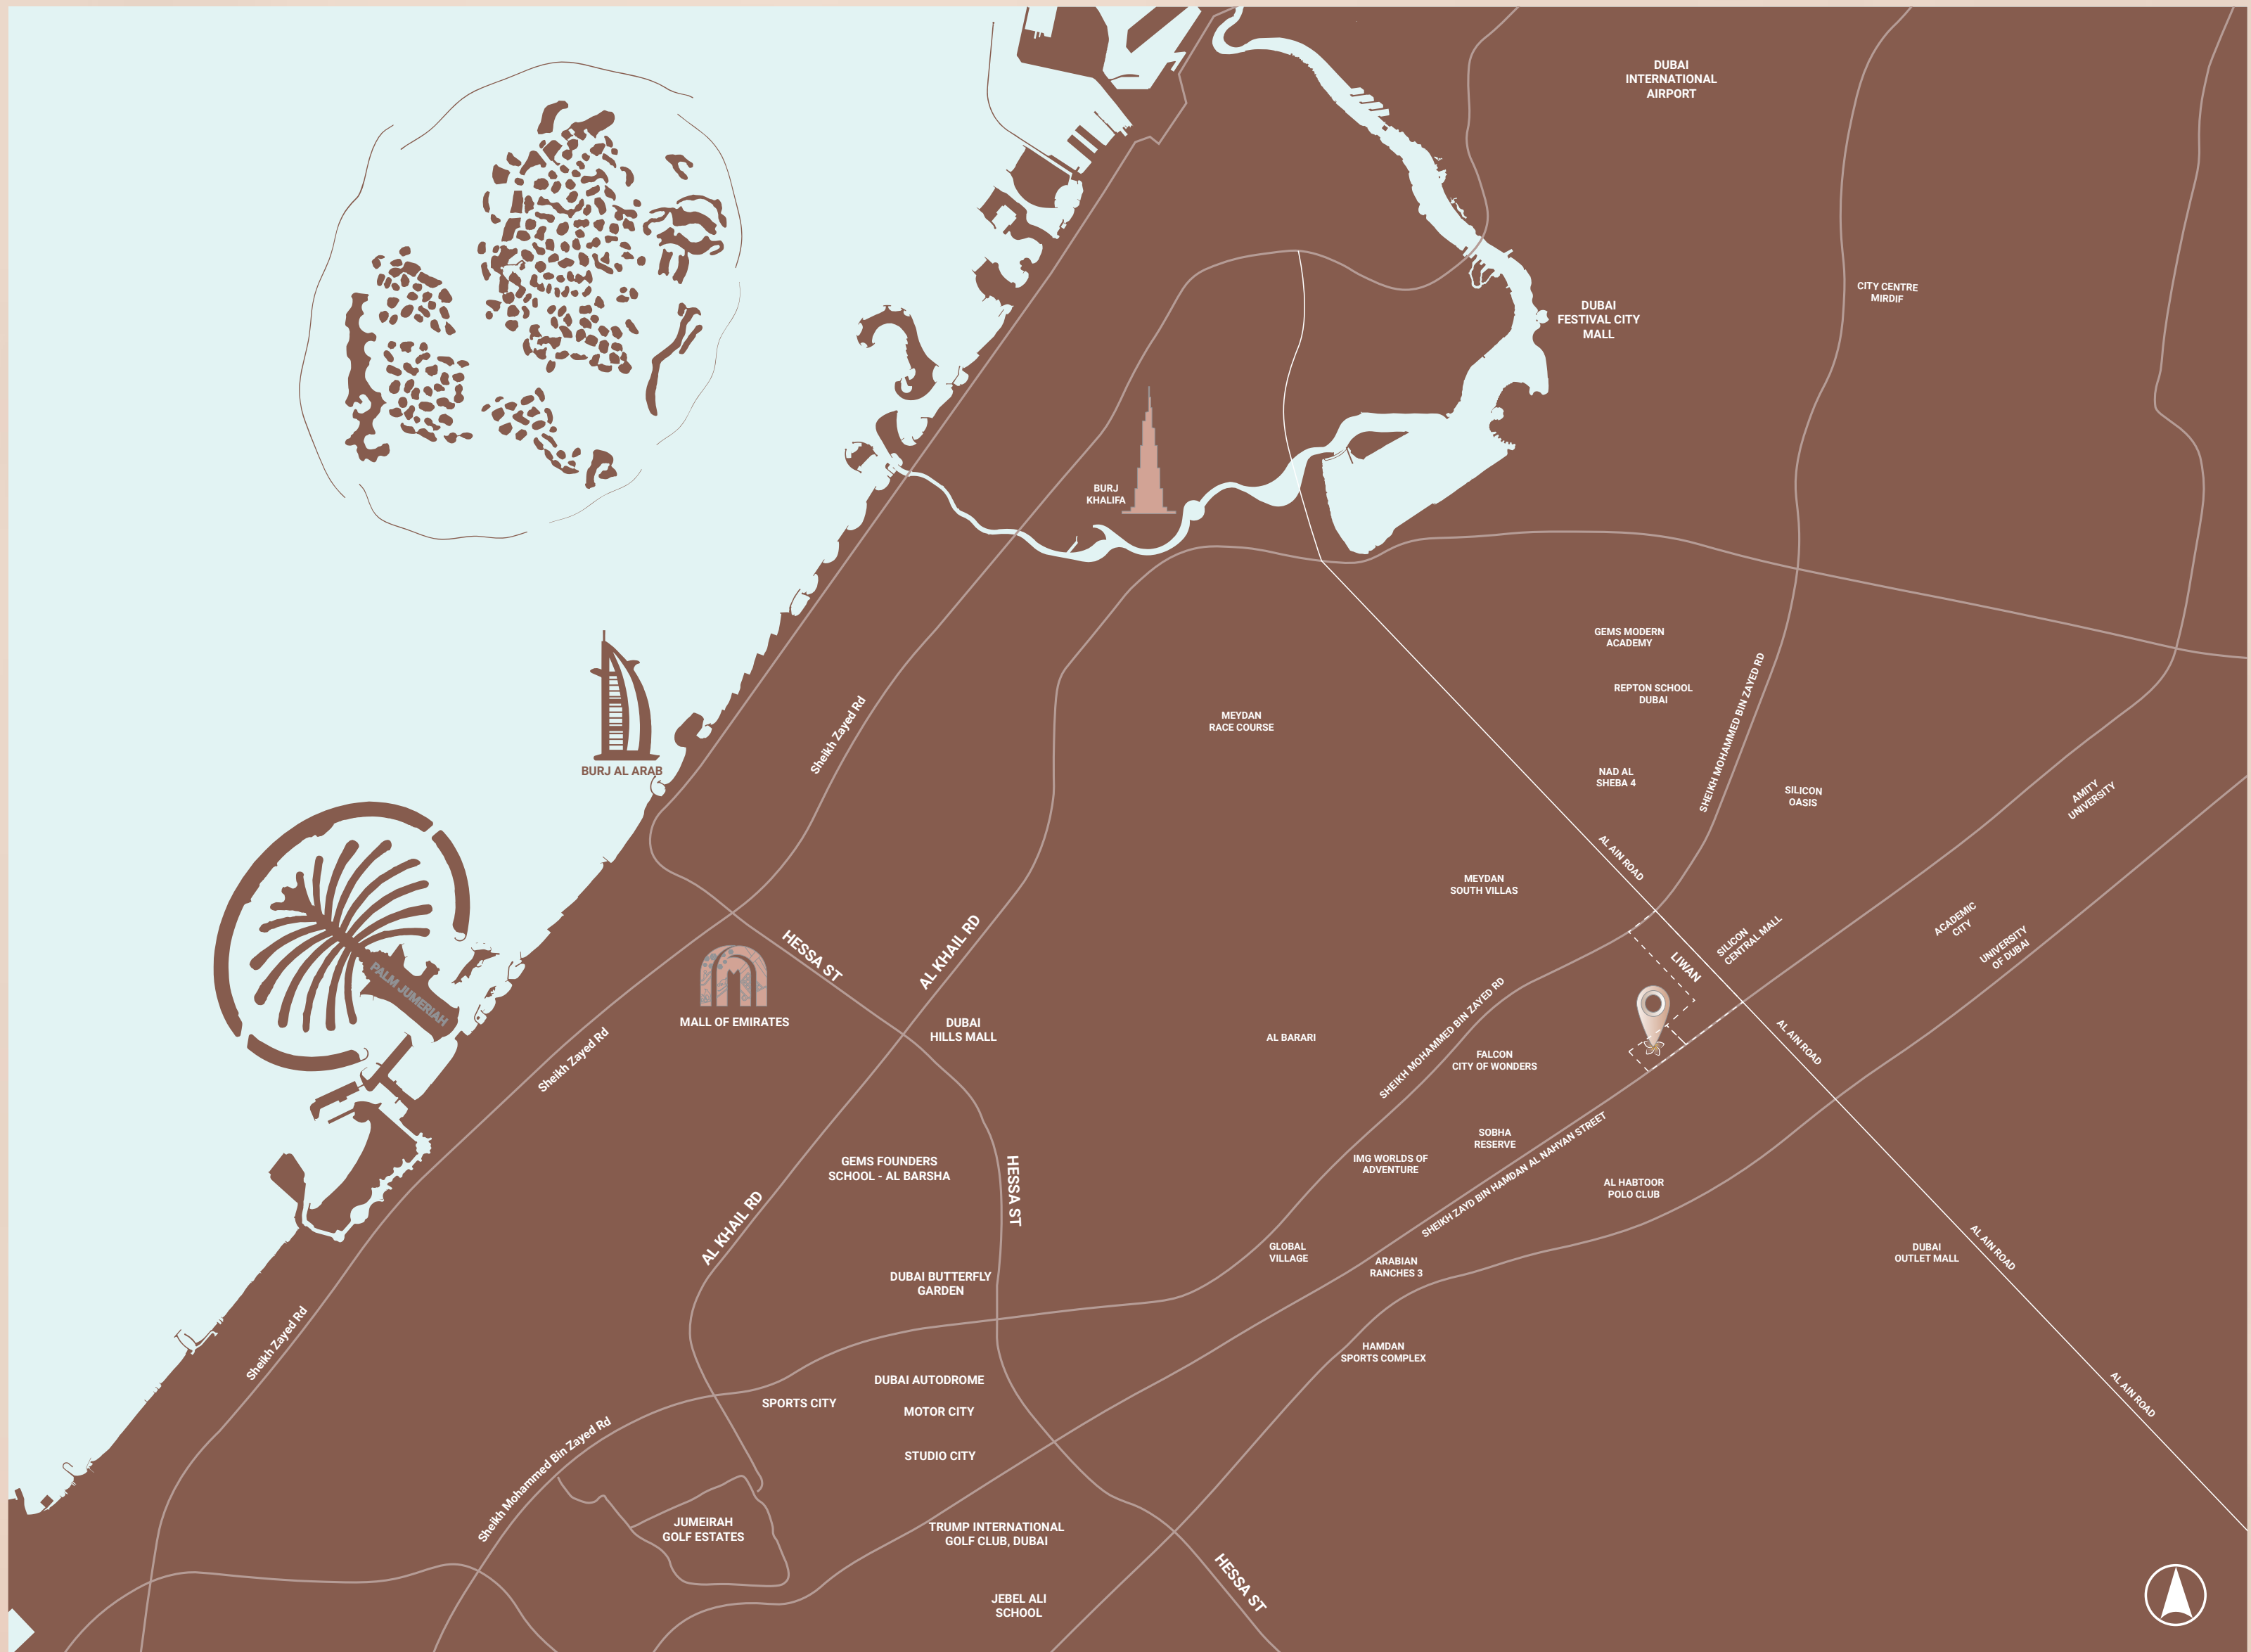 DUBAI
INTERNATIONAL
AIRPORT
CITY CENTRE
MIRDIF
DUBAI
FESTIVAL CITY
MALL
BURJ
KHALIFA
GEMS MODERN
ACADEMY
REPTON SCHOOL
DUBAI
SHEIKH MOHAMMED BIN ZAYED RD
MEYDAN
RACE COURSE
Sheikh Zayed Rd
BURJ AL ARAB
NAD AL
SHEBA 4
SILICON
OASIS
AMITY
UNIVERSITY
AL AIN ROAD
MEYDAN
SOUTH VILLAS
ACADEMIC
CITY
SILICON
CENTRAL MALL
UNIVERSITY
OF DUBAI
LIWAN
HESSA ST
AL KHAIL RD
PALM JUMERIAH
MALL OF EMIRATES
DUBAI
HILLS MALL
AL BARARI
SHEIKH MOHAMMED BIN ZAYED RD
FALCON
CITY OF WONDERS
AL AIN ROAD
Sheikh Zayed Rd
SOBHA
RESERVE
IMG WORLDS OF
ADVENTURE
SHEIKH ZAYD BIN HAMDAN AL NAHYAN STREET
AL HABTOOR
POLO CLUB
GEMS FOUNDERS
SCHOOL - AL BARSHA
HESSA ST
AL KHAIL RD
GLOBAL
VILLAGE
ARABIAN
RANCHES 3
DUBAI
OUTLET MALL
AL AIN ROAD
DUBAI BUTTERFLY
GARDEN
Sheikh Zayed Rd
HAMDAN
SPORTS COMPLEX
DUBAI AUTODROME
SPORTS CITY
MOTOR CITY
AL AIN ROAD
STUDIO CITY
Sheikh Mohammed Bin Zayed Rd
JUMEIRAH
GOLF ESTATES
TRUMP INTERNATIONAL
GOLF CLUB, DUBAI
HESSA ST
JEBEL ALI
SCHOOL